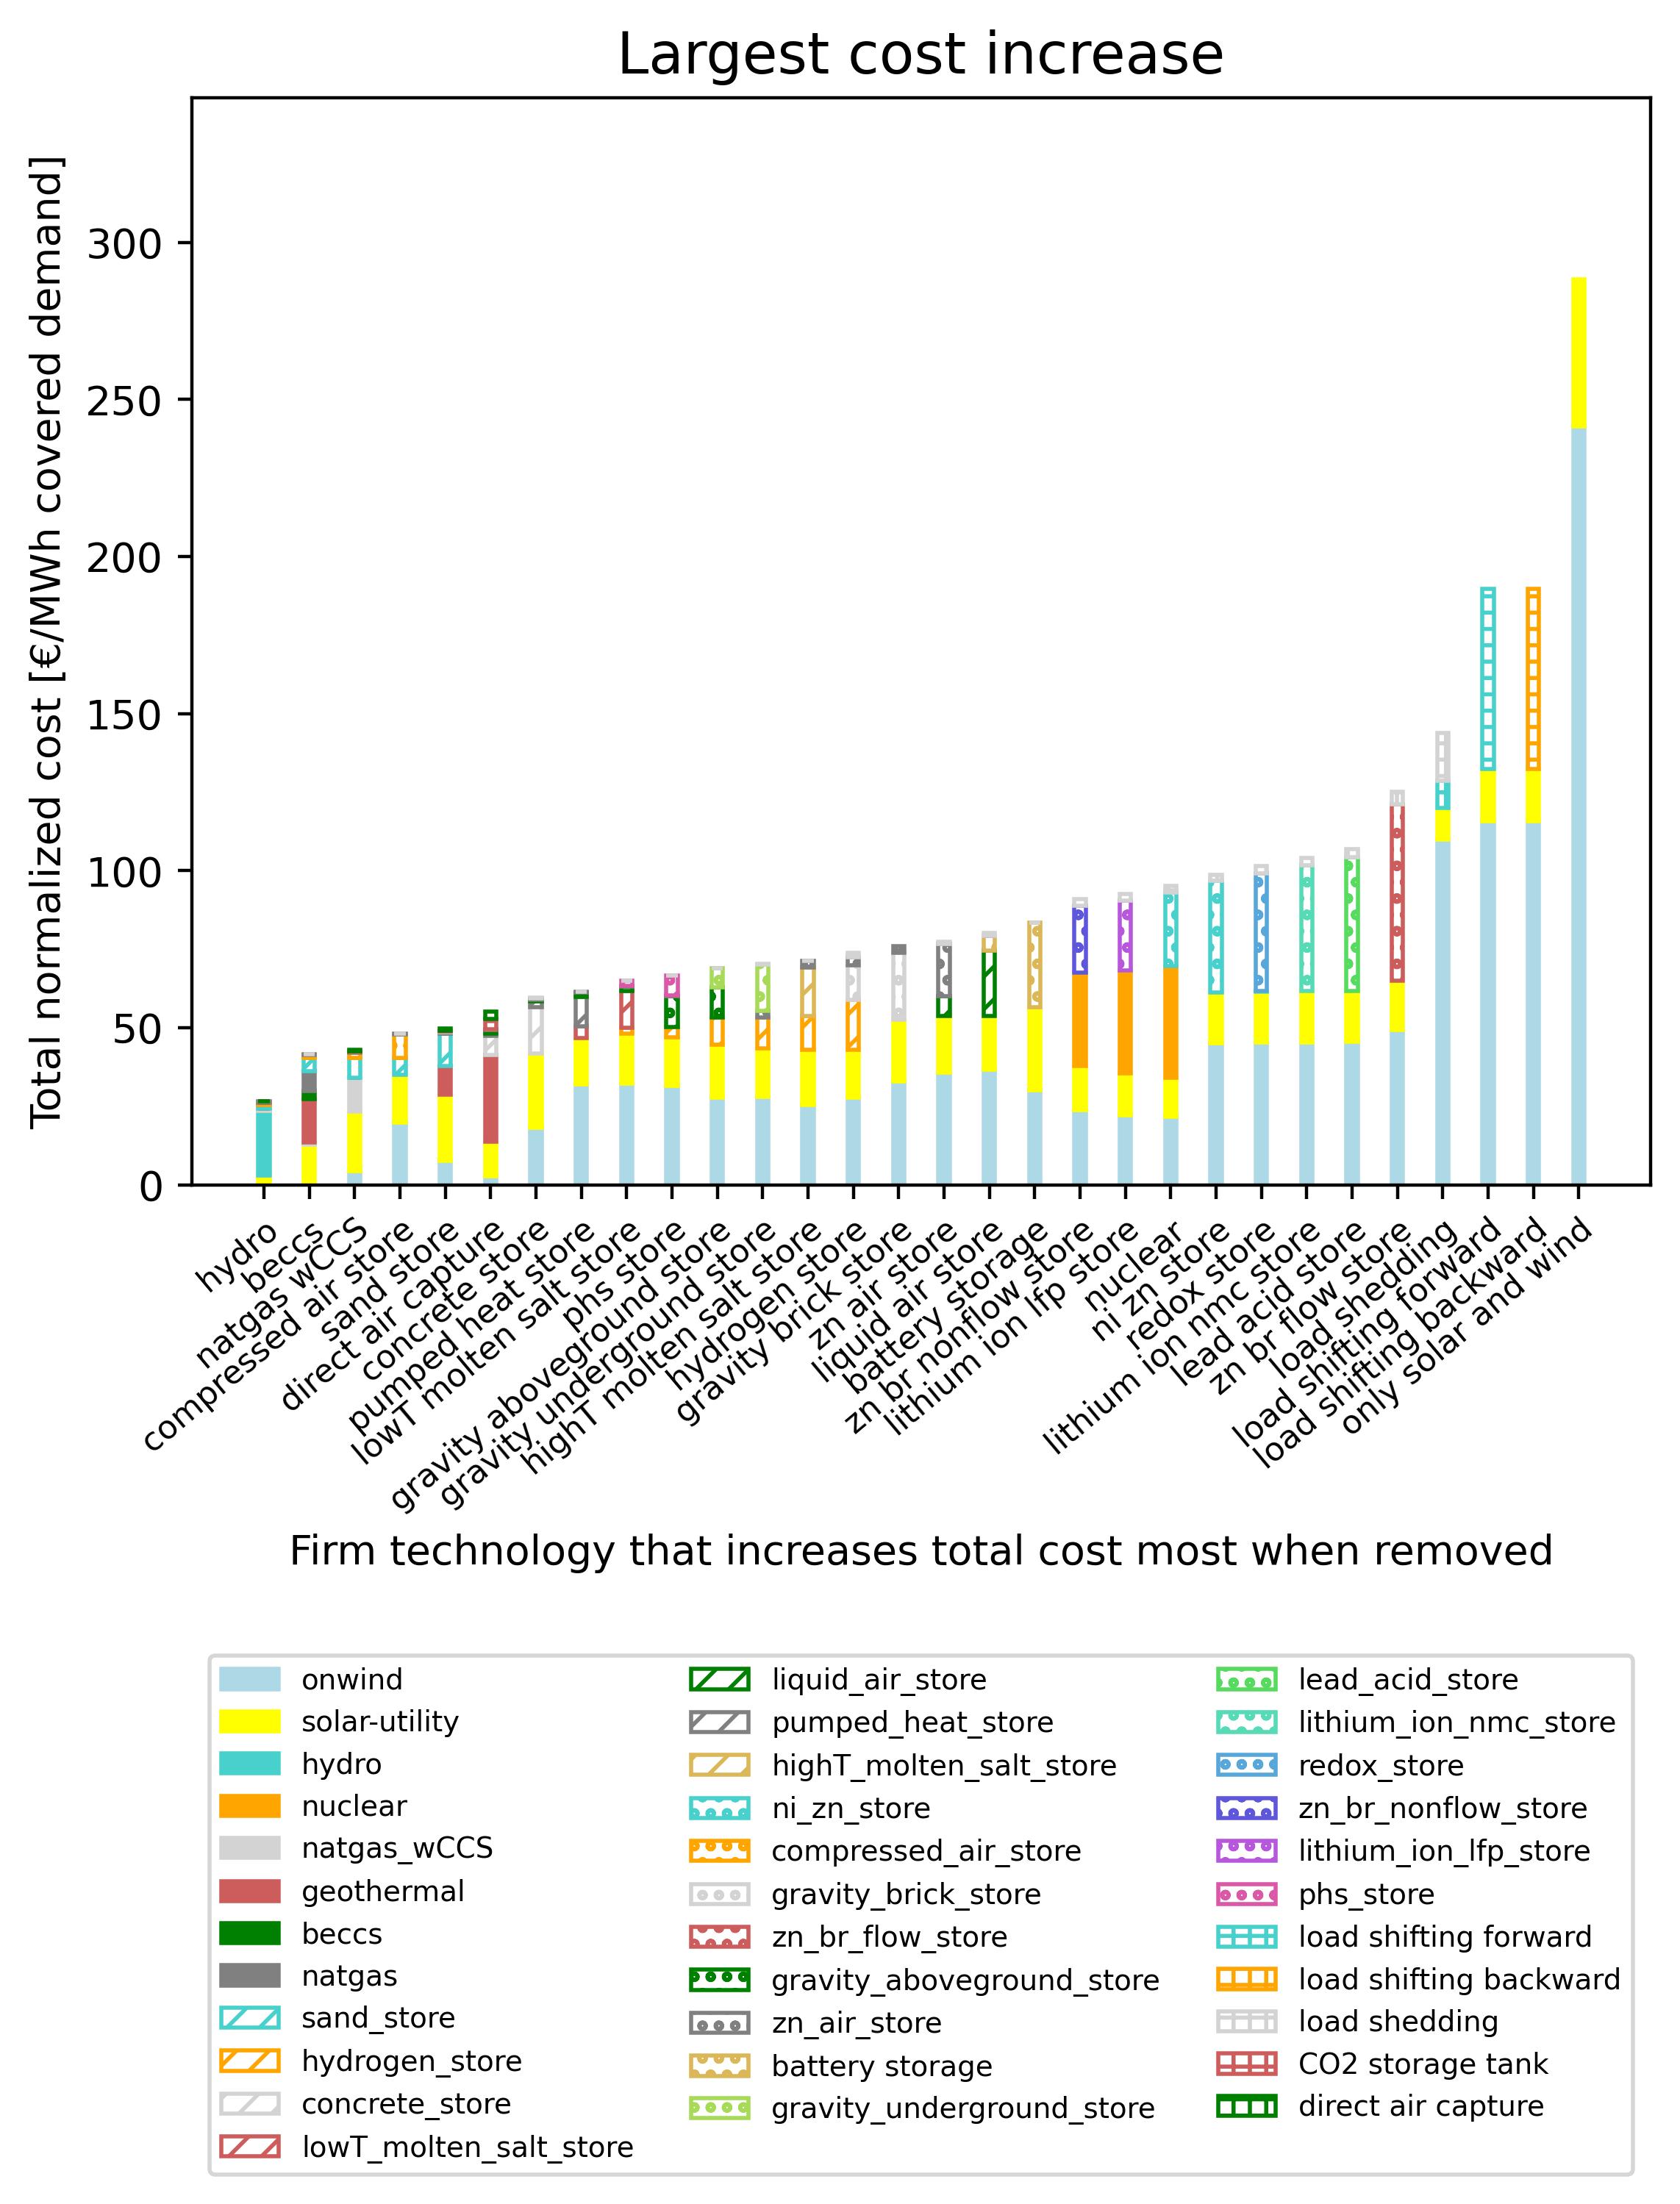 Largest cost increase
Total normalized cost [€/MWh covered demand]
300
250
200
150
100
50
0
hydro
beccs
natgas wCCS
compressed air store
sand store
direct air capture
concrete store
pumped heat store
lowT molten salt store
phs store
gravity aboveground store
gravity underground store
highT molten salt store
hydrogen store
gravity brick store
zn air store
liquid air store
battery storage
zn br nonflow store
lithium ion lfp store
nuclear
ni zn store
redox store
lithium ion nmc store
lead acid store
zn br flow store
load shedding
load shifting forward
load shifting backward
only solar and wind
Firm technology that increases total cost most when removed
onwind
solar-utility
hydro
nuclear
natgas_wCCS
geothermal
beccs
natgas
sand_store
hydrogen_store
concrete_store
lowT_molten_salt_store
liquid_air_store
pumped_heat_store
highT_molten_salt_store
ni_zn_store
compressed_air_store
gravity_brick_store
zn_br_flow_store
gravity_aboveground_store
zn_air_store
battery storage
gravity_underground_store
lead_acid_store
lithium_ion_nmc_store
redox_store
zn_br_nonflow_store
lithium_ion_lfp_store
phs_store
load shifting forward
load shifting backward
load shedding
CO2 storage tank
direct air capture